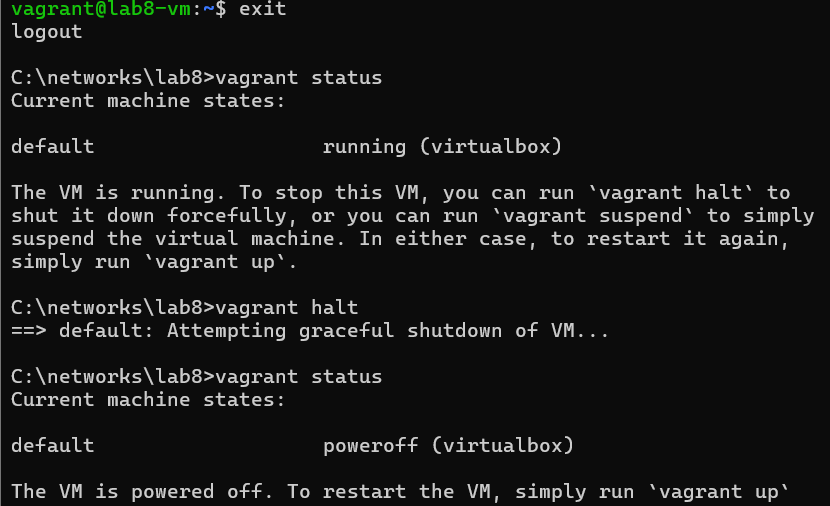 vagrant@lab8-vm:~$ exit
logout
C:\networks\lab8>vagrant status
Current machine states:
default                   running (virtualbox)
The VM is running. To stop this VM, you can run `vagrant halt` to
shut it down forcefully, or you can run `vagrant suspend` to simply
suspend the virtual machine. In either case, to restart it again,
simply run `vagrant up`.
C:\networks\lab8>vagrant halt
==> default: Attempting graceful shutdown of VM...
C:\networks\lab8>vagrant status
Current machine states:
default                   poweroff (virtualbox)
The VM is powered off. To restart the VM, simply run `vagrant up`